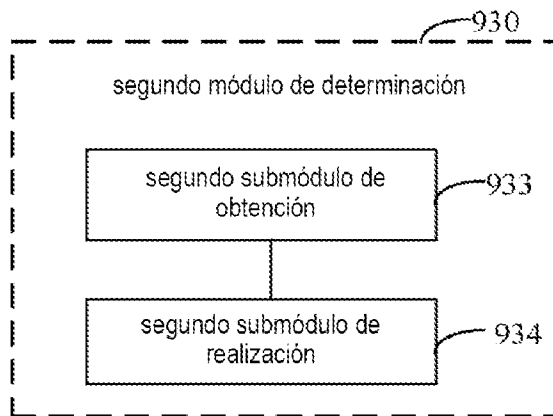 930
segundo módulo de determinación
segundo submódulo de
obtención
933
segundo submódulo de
realización
934